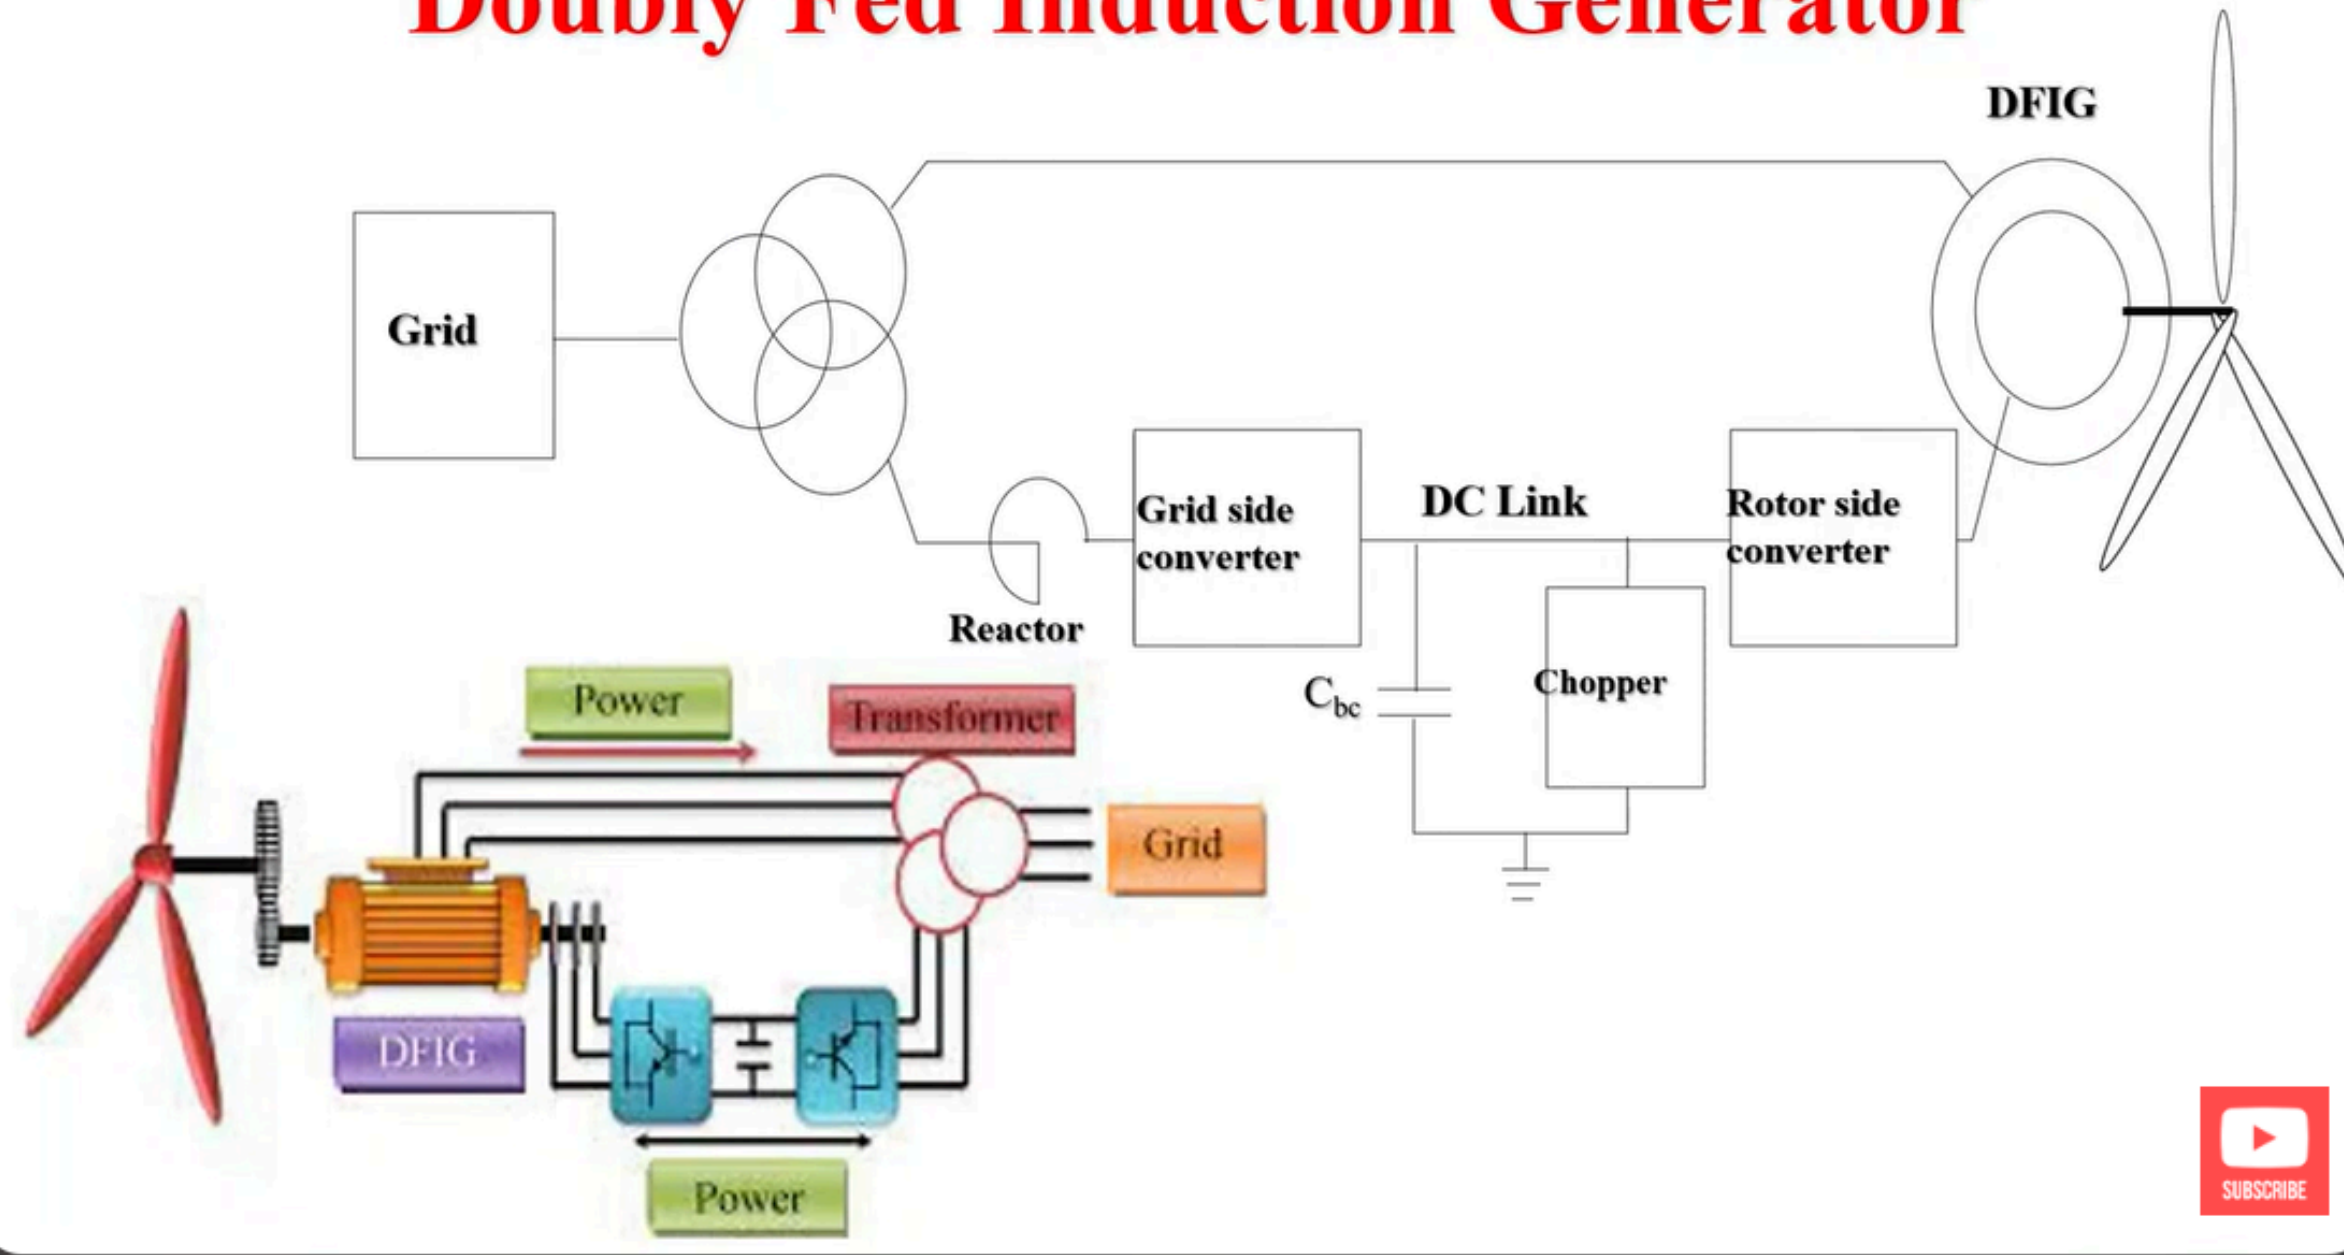 Doubly Fed Induction Generator
DFIG
Grid
Grid side
converter
DC Link
Rotor side
converter
Reactor
Chopper
Cbc
Power
Transformer
Grid
DFIG
Power
SUBSCRIBE